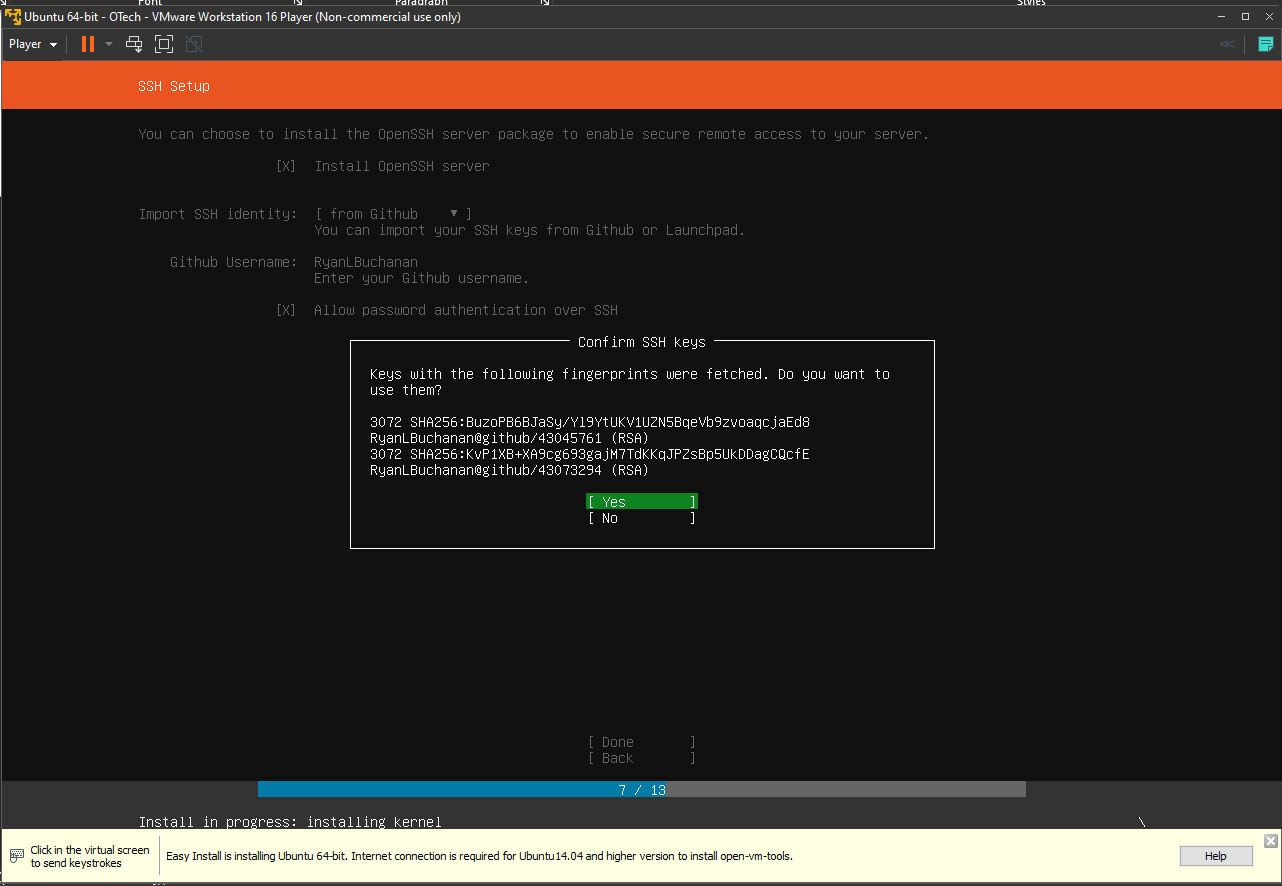 Font
Paragraph
Styles
Ubuntu 64-bit - OTech - VMware Workstation 16 Player (Non-commercial use only)
Player
SSH Setup
You can choose to install the OpenSSH server package to enable secure remote access to your server.
[X] Install OpenSSH server
Import SSH identity: [ from Github ▼ ]
You can import your SSH keys from Github or Launchpad.
Github Username: RyanLBuchanan
Enter your Github username.
[X] Allow password authentication over SSH
Confirm SSH keys
Keys with the following fingerprints were fetched. Do you want to
use them?
3072 SHA256:BuzoPB6BJaSy/Yl9YtUKV1UZN5BqeVb9zvoaqcjaEd8
RyanLBuchanan@github/43045761 (RSA)
3072 SHA256:KvP1XB+XA9cg693gajM7TdKKqJPZsBp5UkDDagCQcfE
RyanLBuchanan@github/43073294 (RSA)
[ Yes ]
[ No ]
[ Done ]
[ Back ]
7 / 13
Install in progress: installing kernel \
Click in the virtual screen
to send keystrokes
Easy Install is installing Ubuntu 64-bit. Internet connection is required for Ubuntu14.04 and higher version to install open-vm-tools.
Help